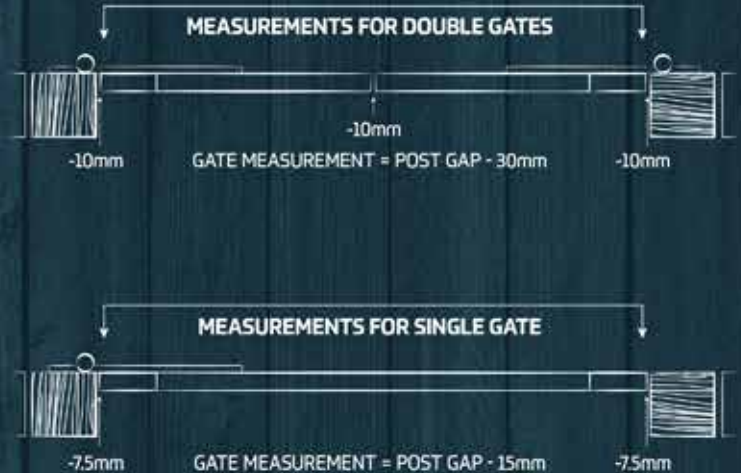 MEASUREMENTS FOR DOUBLE GATES
-10mm
-10mm GATE MEASUREMENT = POST GAP - 30mm -10mm
MEASUREMENTS FOR SINGLE GATE
-7.5mm GATE MEASUREMENT = POST GAP - 15mm -7.5mm